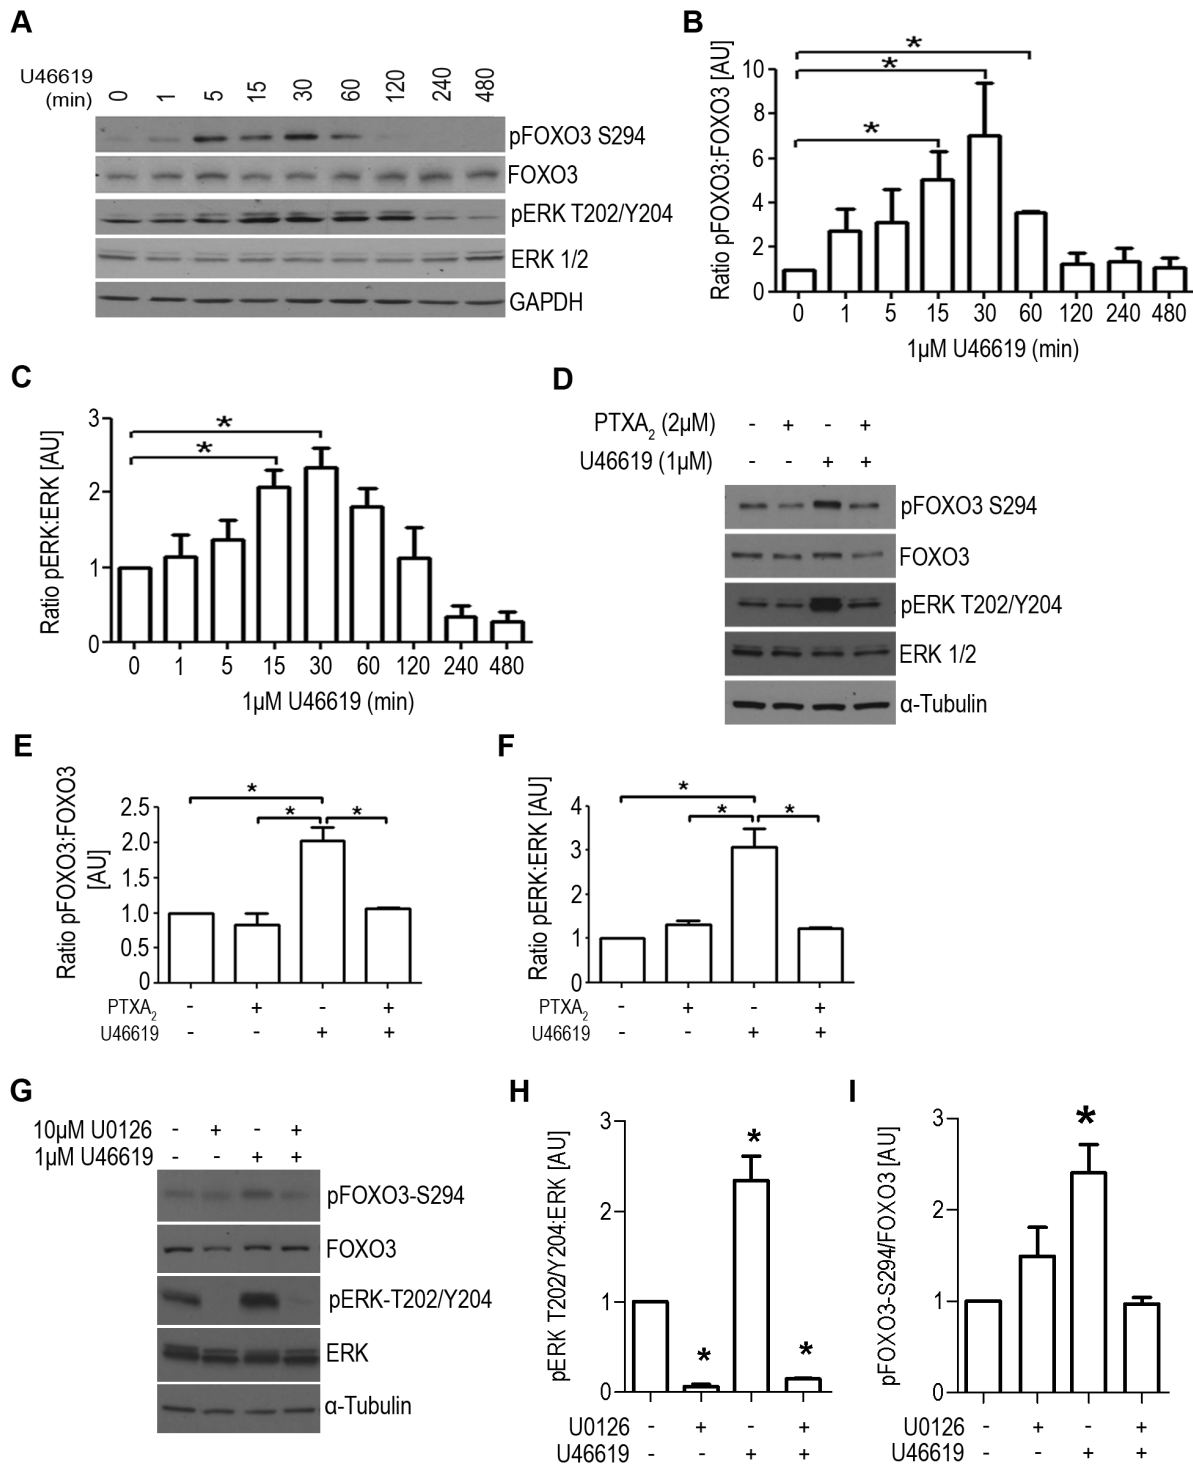 A
U46619
(min)
0 1 5 15 30 60 120 240 480
pFOXO3 S294
FOXO3
pERK T202/Y204
ERK 1/2
GAPDH
B
Ratio pFOXO3:FOXO3 [AU]
* 
*
*
10
8
6
4
2
0
0 1 5 15 30 60 120 240 480
1µM U46619 (min)
C
Ratio pERK:ERK [AU]
*
*
3
2
1
0
0 1 5 15 30 60 120 240 480
1µM U46619 (min)
D
PTXA2 (2µM) - + - +
U46619 (1µM) - - + +
pFOXO3 S294
FOXO3
pERK T202/Y204
ERK 1/2
α-Tubulin
E
Ratio pFOXO3:FOXO3
[AU]
*
* *
2.5
2.0
1.5
1.0
0.5
0
PTXA2 - + - +
U46619 - - + +
F
Ratio pERK:ERK [AU]
*
* *
4
3
2
1
0
PTXA2 - + - +
U46619 - - + +
G
10µM U0126 - + - +
1µM U46619 - - + +
pFOXO3-S294
FOXO3
pERK-T202/Y204
ERK
α-Tubulin
H
pERK T202/Y204:ERK [AU]
3
2
1
0
* * *
U0126 - + - +
U46619 - - + +
I
pFOXO3-S294/FOXO3 [AU]
3
2
1
0
*
U0126 - + - +
U46619 - - + +